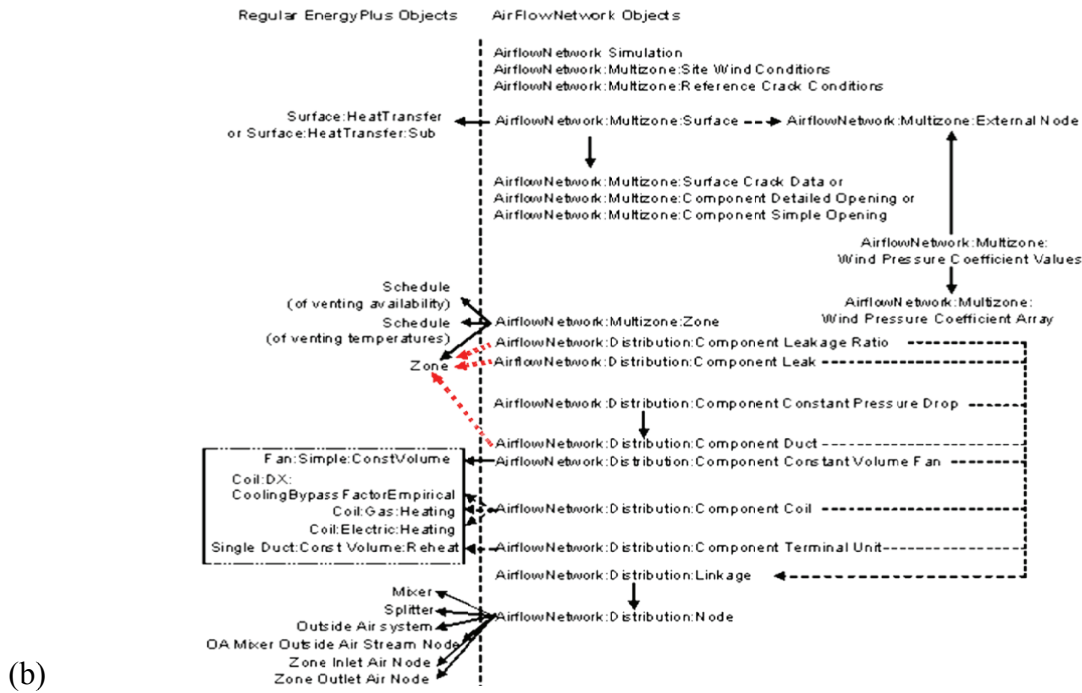 Regular EnergyPlus Objects
AirFlowNetwork Objects
AirflowNetwork Simulation
AirflowNetwork:Multizone:Site Wind Conditions
AirflowNetwork:Multizone:Reference Crack Conditions
Surface:HeatTransfer
or Surface:HeatTransfer:Sub
AirflowNetwork:Multizone:Surface
AirflowNetwork:Multizone:External Node
AirflowNetwork:Multizone:Surface Crack Data or
AirflowNetwork:Multizone:Component Detailed Opening or
AirflowNetwork:Multizone:Component Simple Opening
AirflowNetwork:Multizone:
Wind Pressure Coefficient Values
AirflowNetwork:Multizone:
Wind Pressure Coefficient Array
Schedule
(of venting availability)
Schedule
(of venting temperatures)
Zone
AirflowNetwork:Multizone:Zone
AirflowNetwork:Distribution:Component Leakage Ratio
AirflowNetwork:Distribution:Component Leak
AirflowNetwork:Distribution:Component Constant Pressure Drop
AirflowNetwork:Distribution:Component Duct
Fan:Simple:ConstVolume
AirflowNetwork:Distribution:Component Constant Volume Fan
Coil:DX:
CoolingBypassFactorEmpirical
Coil:Gas:Heating
Coil:Electric:Heating
AirflowNetwork:Distribution:Component Coil
Single Duct:Const Volume:Reheat
AirflowNetwork:Distribution:Component Terminal Unit
AirflowNetwork:Distribution:Linkage
Mixer
Splitter
Outside Air system
OA Mixer Outside Air Stream Node
Zone Inlet Air Node
Zone Outlet Air Node
AirflowNetwork:Distribution:Node
(b)